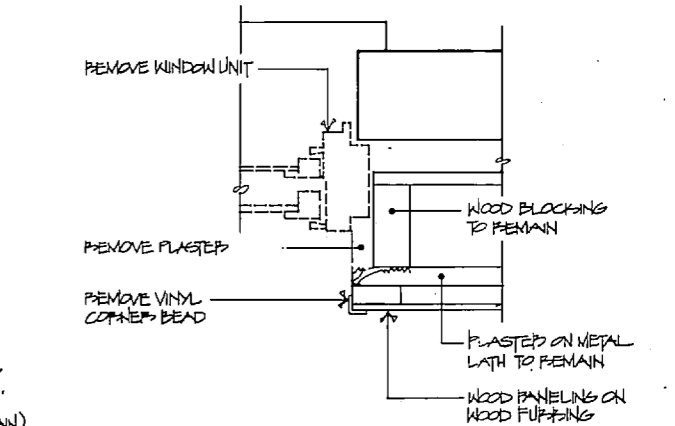 REMOVE WINDOW UNIT
WOOD BLOCKING
TO REMAIN
REMOVE PLASTER
REMOVE VINYL
CORNER BEAD
PLASTER ON METAL
LATH TO REMAIN
WOOD PANELING ON
WOOD FURRING